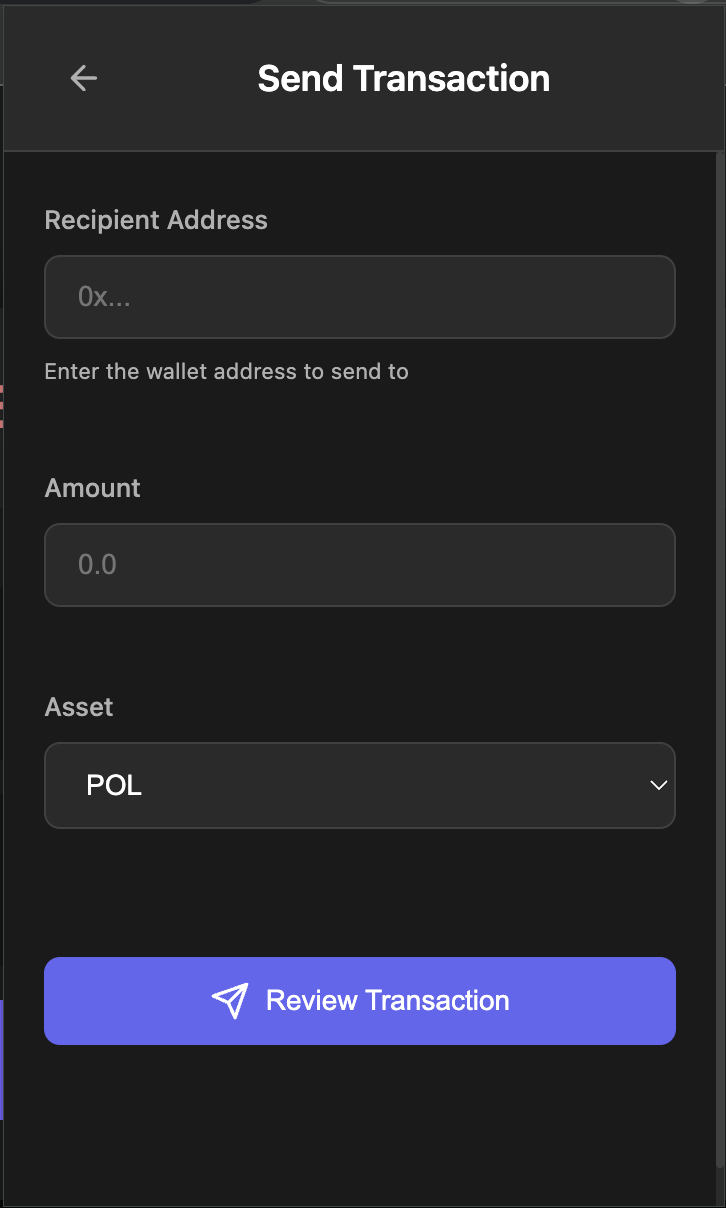 Send Transaction
Recipient Address
0x...
Enter the wallet address to send to
Amount
0.0
Asset
POL
Review Transaction